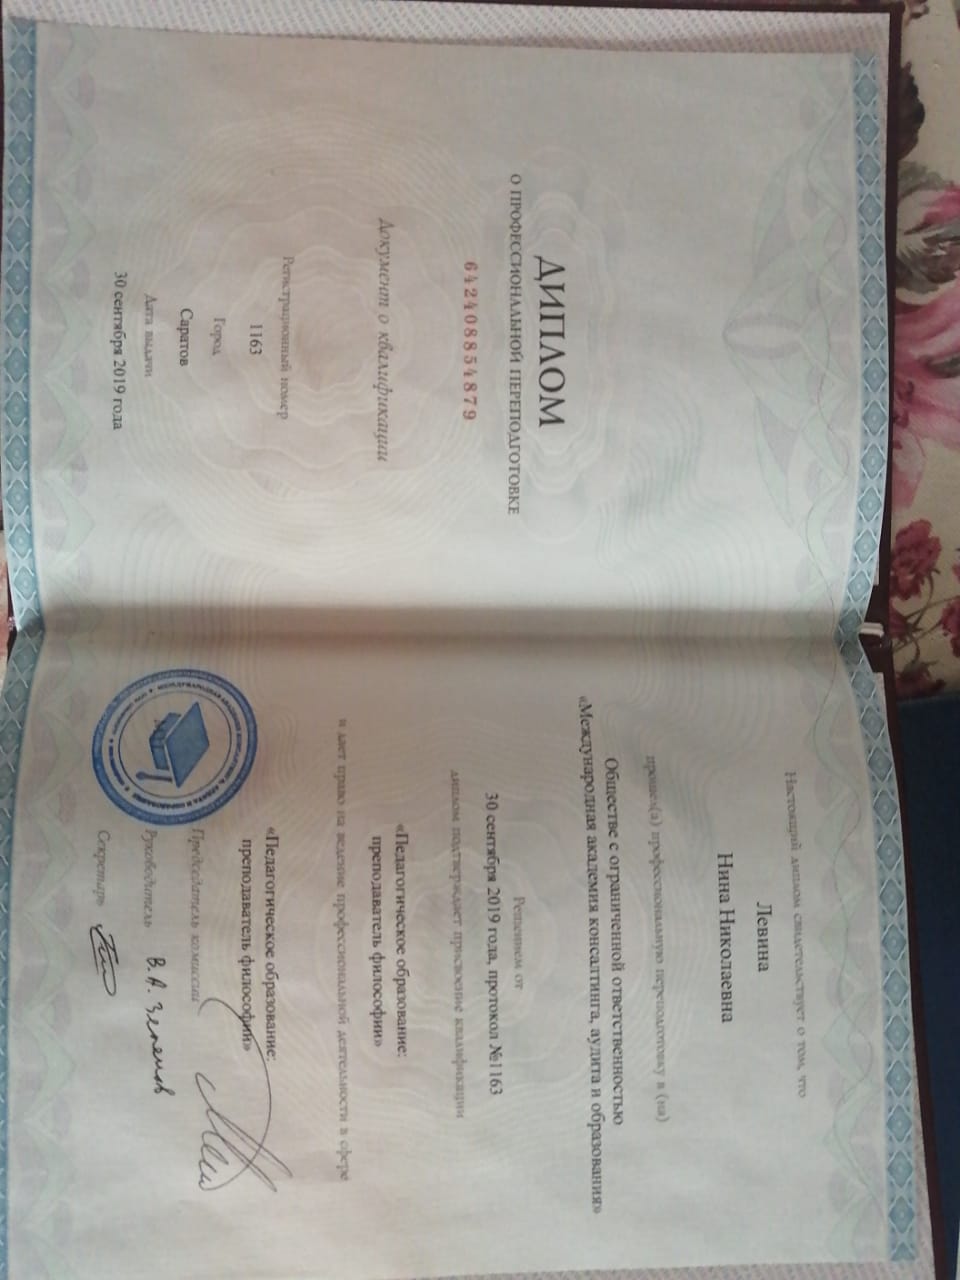 ДИПЛОМ
О ПРОФЕССИОНАЛЬНОЙ ПЕРЕПОДГОТОВКЕ
642408854879
Документ о квалификации
Регистрационный номер
1163
Город
Саратов
Дата выдачи
30 сентября 2019 года
Настоящий диплом свидетельствует о том, что
Левина
Нина Николаевна
прошел(а) профессиональную переподготовку в (на)
Обществе с ограниченной ответственностью
«Международная академия консалтинга, аудита и образования»
Решением от
30 сентября 2019 года, протокол №1163
диплом подтверждает присвоение квалификации
«Педагогическое образование:
преподаватель философии»
и дает право на ведение профессиональной деятельности в сфере
«Педагогическое образование:
преподаватель философии»
Председатель комиссии
Руководитель
Секретарь